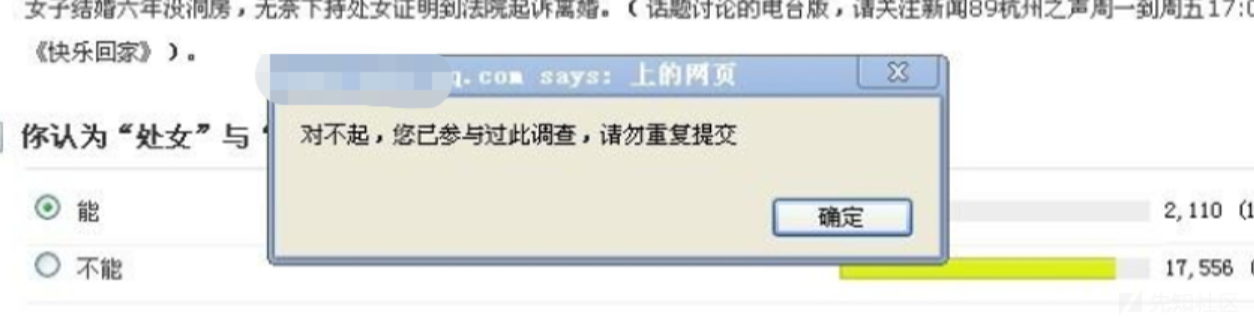 女子结婚六年没洞房，无奈下持处女证明到法院起诉离婚。（话题讨论的电台版，请关注新闻89杭州之声周一到周五17:0
《快乐回家》）。
q.com says: 上的网页
对不起，您已参与过此调查，请勿重复提交
确定
你认为“处女”与“
能
2,110 (1
不能
17,556 (
先知社区